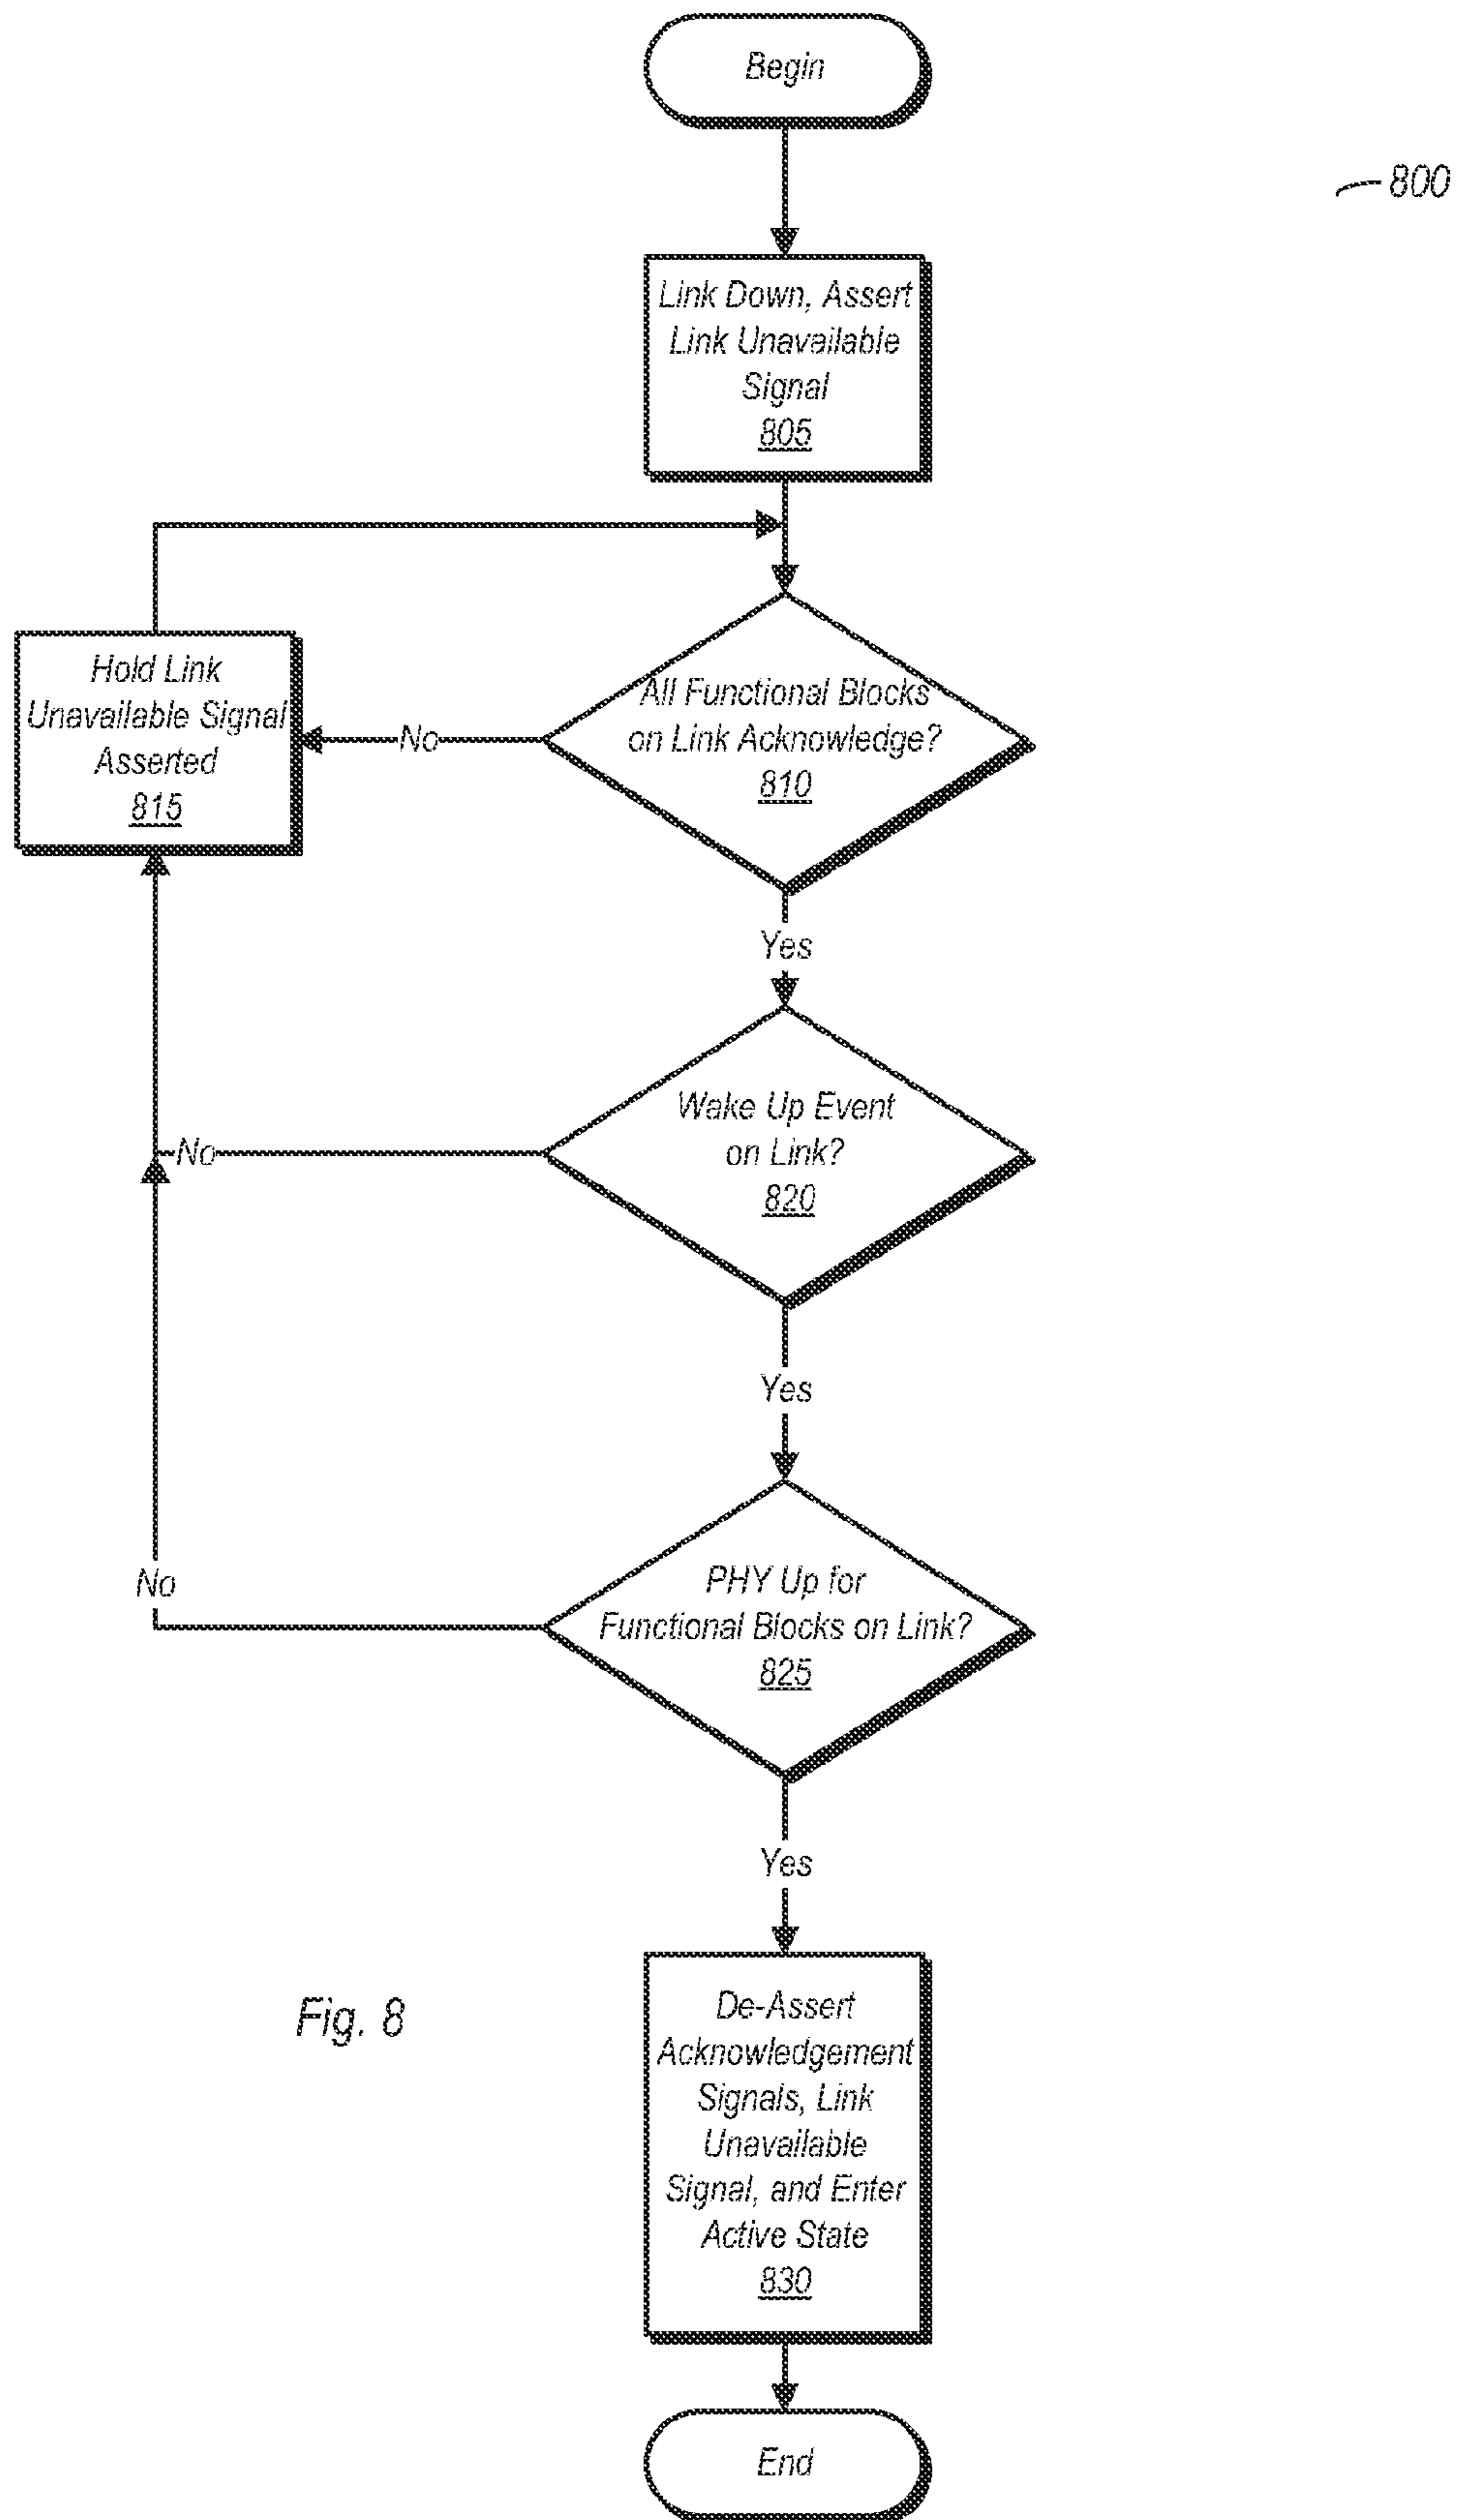 Begin
800
Link Down, Assert
Link Unavailable
Signal
805
Hold Link
Unavailable Signal
Asserted
815
No
All Functional Blocks
on Link Acknowledge?
810
Yes
Wake Up Event
on Link?
820
No
Yes
No
PHY Up for
Functional Blocks on Link?
825
Yes
De-Assert
Acknowledgement
Signals, Link
Unavailable
Signal, and Enter
Active State
830
Fig. 8
End